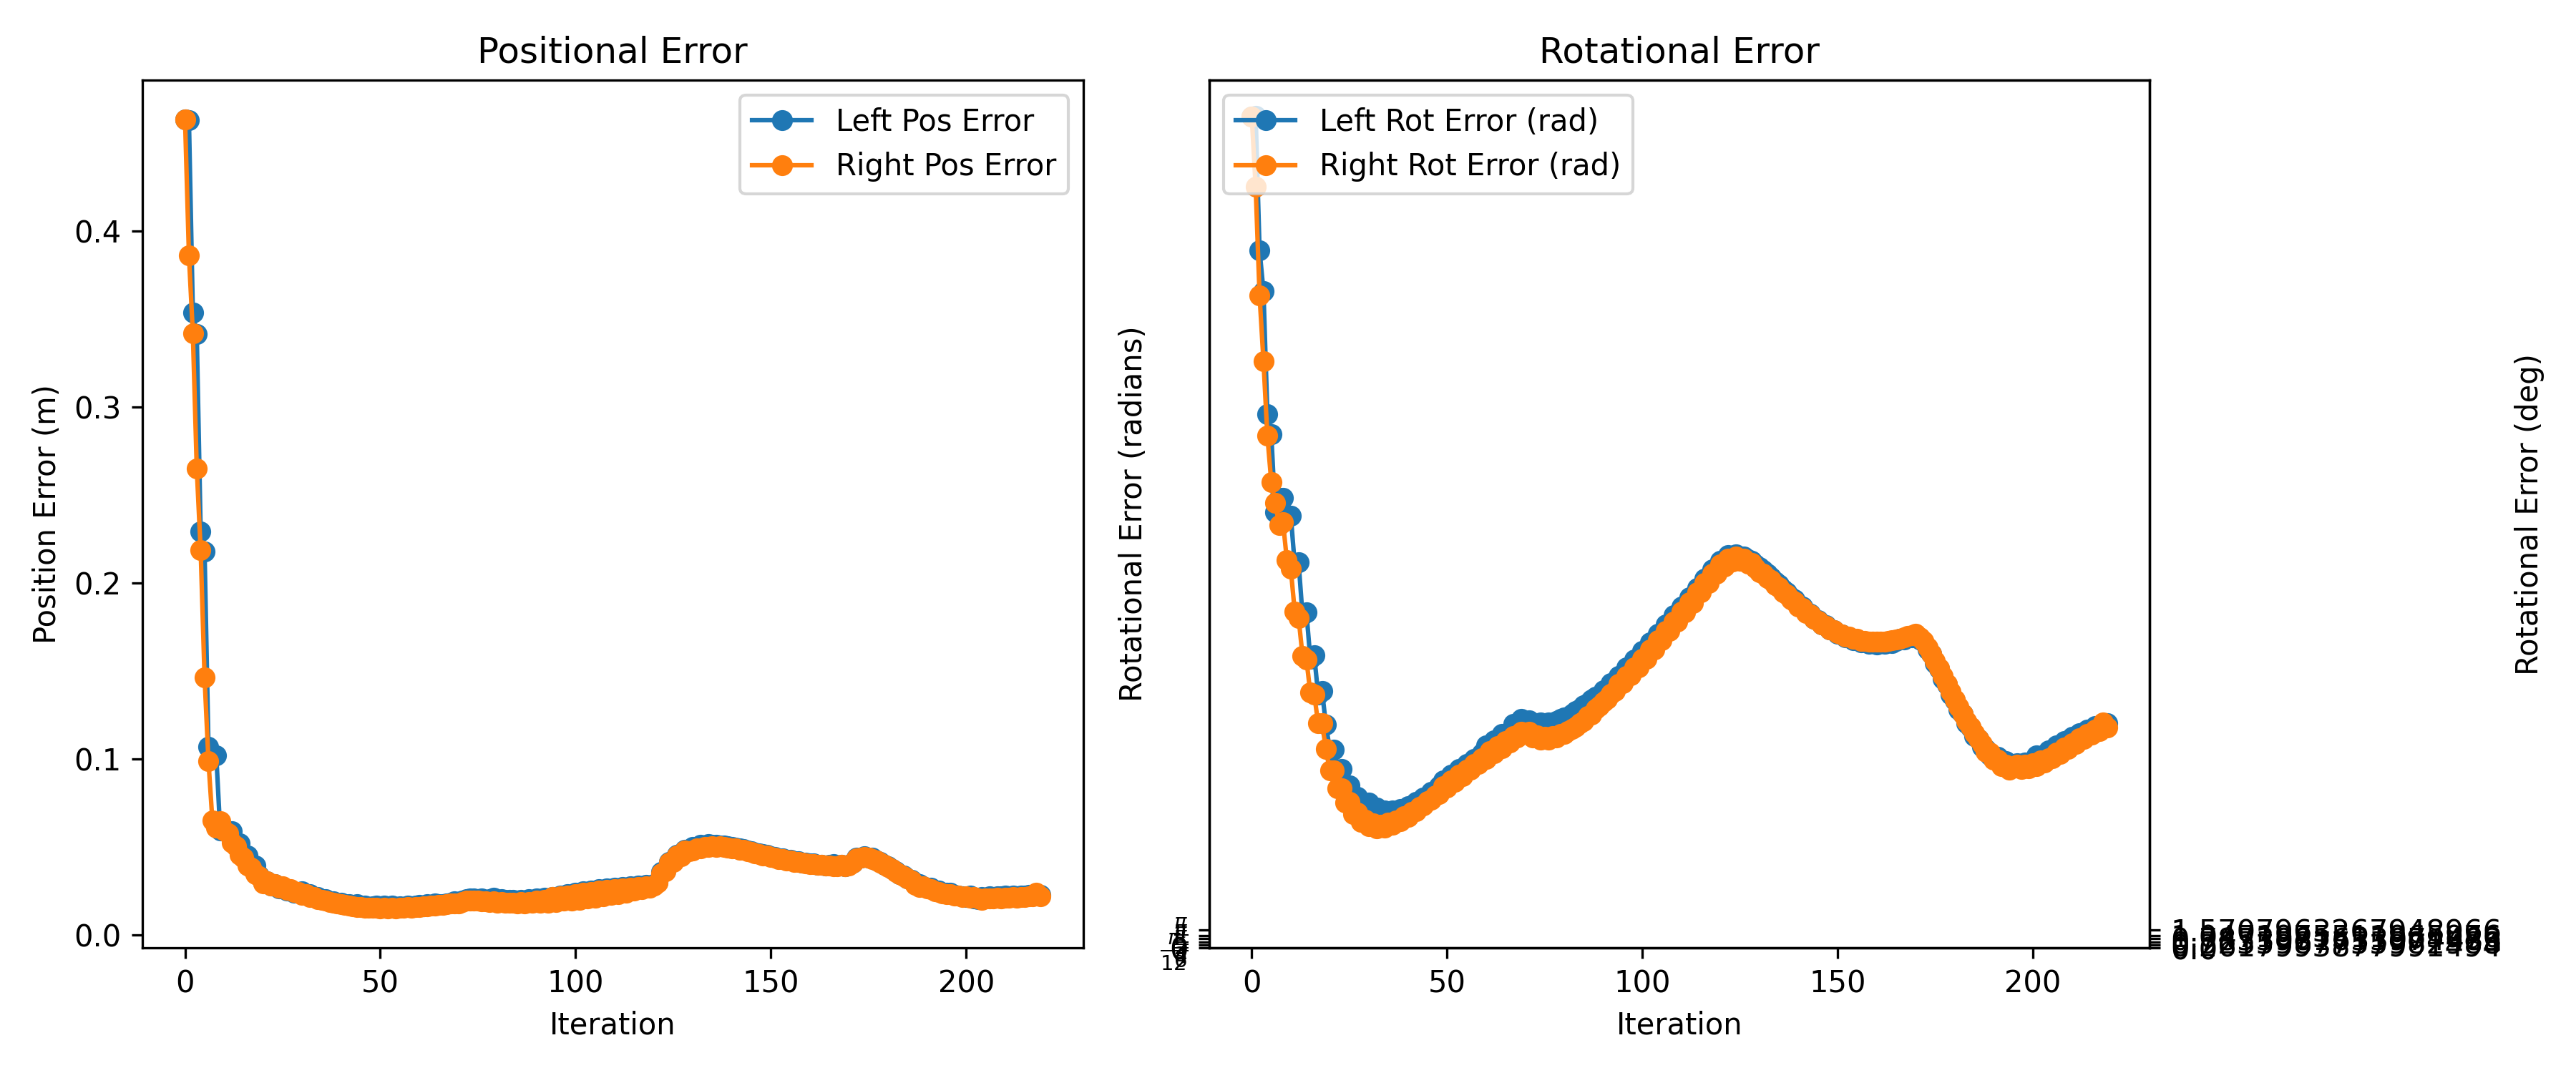 Positional Error
Left Pos Error
Right Pos Error
Position Error (m)
0.4
0.3
0.2
0.1
0.0
0 50 100 150 200
Iteration
Rotational Error
Left Rot Error (rad)
Right Rot Error (rad)
Rotational Error (radians)
0 50 100 150 200
Iteration
Rotational Error (deg)